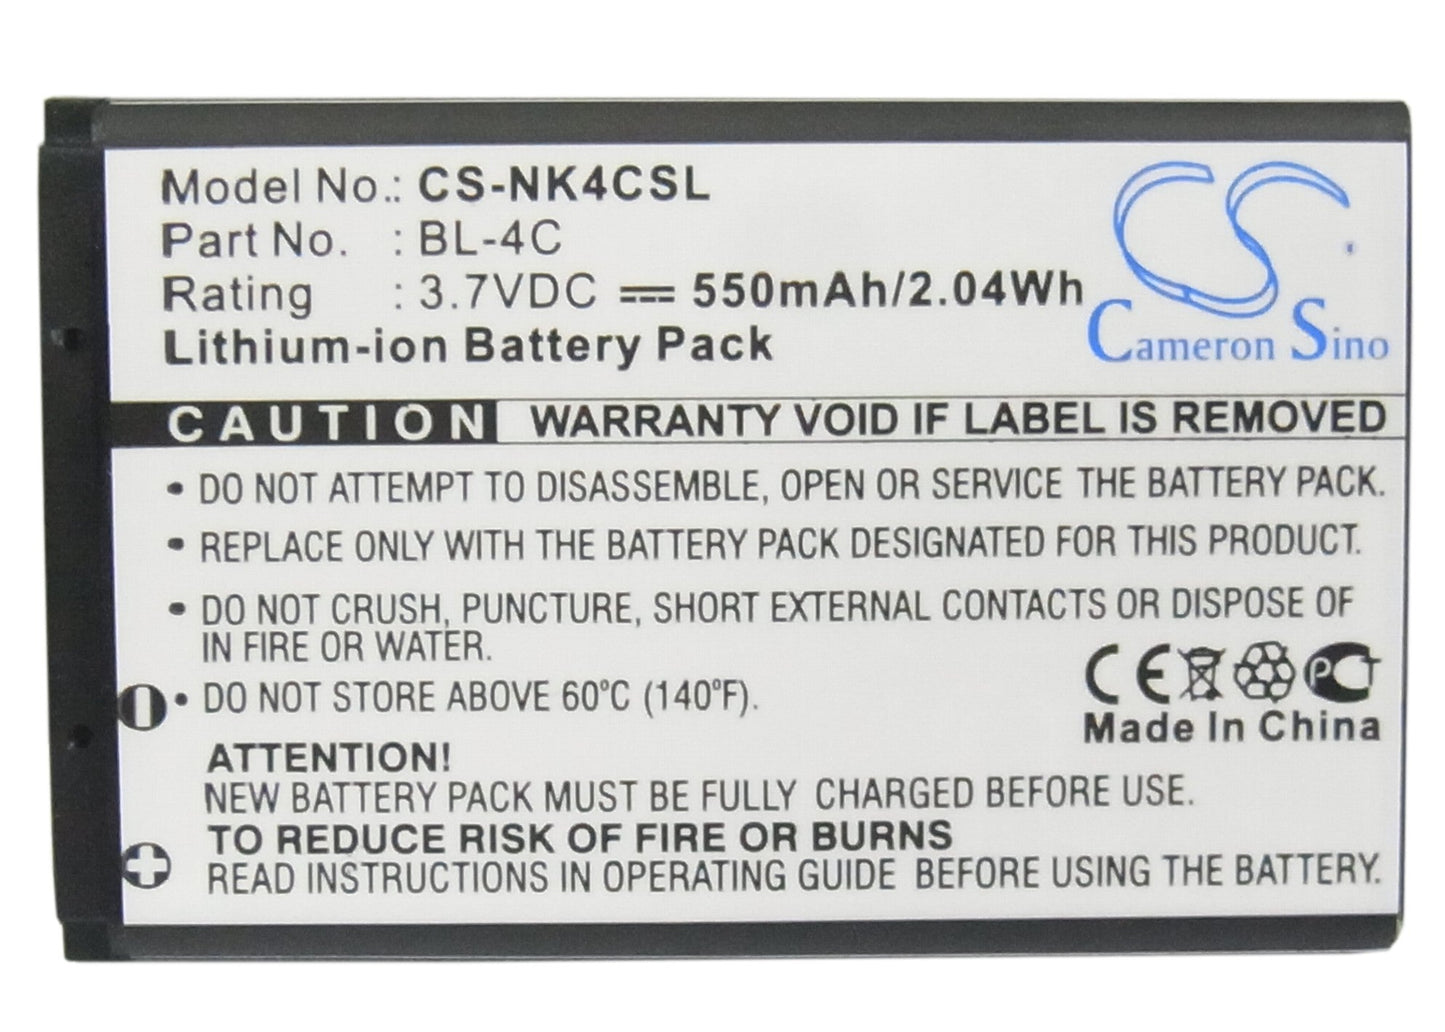 Model No.: CS-NK4CSL
Part No. : BL-4C
Rating : 3.7VDC ⎓ 550mAh/2.04Wh
Lithium-ion Battery Pack
CS
Cameron Sino
CAUTION WARRANTY VOID IF LABEL IS REMOVED
• DO NOT ATTEMPT TO DISASSEMBLE, OPEN OR SERVICE THE BATTERY PACK.
• REPLACE ONLY WITH THE BATTERY PACK DESIGNATED FOR THIS PRODUCT.
• DO NOT CRUSH, PUNCTURE, SHORT EXTERNAL CONTACTS OR DISPOSE OF
IN FIRE OR WATER.
• DO NOT STORE ABOVE 60°C (140°F).
CE PCT
Made In China
ATTENTION!
NEW BATTERY PACK MUST BE FULLY CHARGED BEFORE USE.
TO REDUCE RISK OF FIRE OR BURNS
READ INSTRUCTIONS IN OPERATING GUIDE BEFORE USING THE BATTERY.